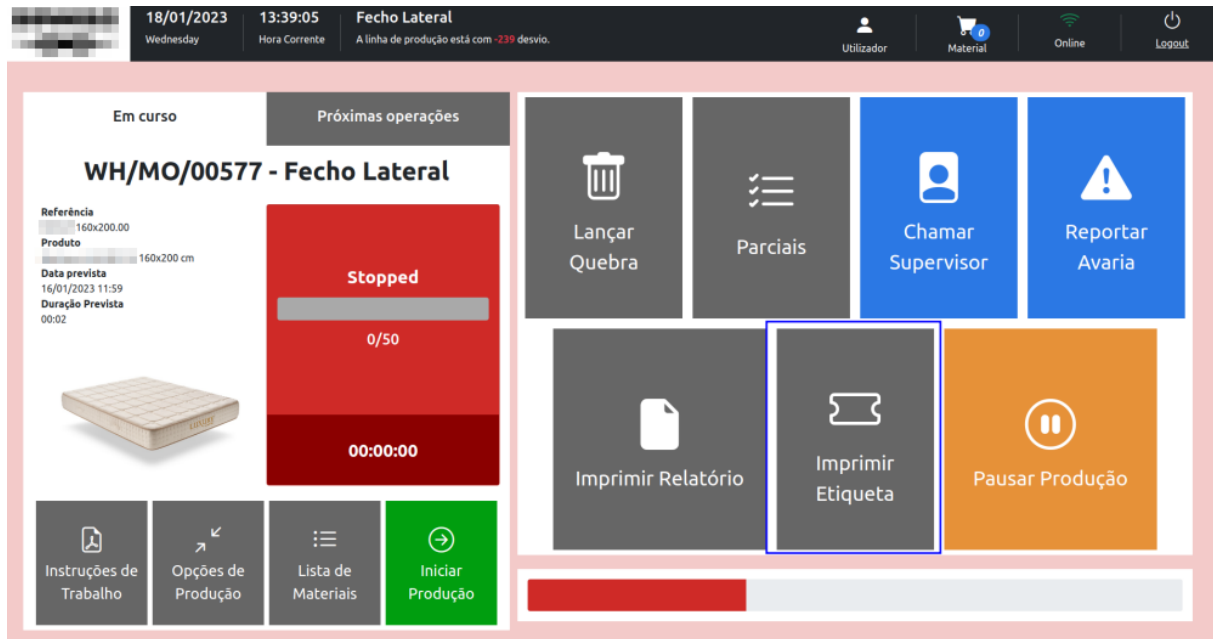 18/01/2023
Wednesday
13:39:05
Hora Corrente
Fecho Lateral
A linha de produção está com -239 desvio.
Utilizador
0
Material
Online
Logout
Em curso
Próximas operações
WH/MO/00577 - Fecho Lateral
Referência
160x200.00
Produto
160x200 cm
Data prevista
16/01/2023 11:59
Duração Prevista
00:02
Stopped
0/50
00:00:00
Instruções de
Trabalho
Opções de
Produção
Lista de
Materiais
Iniciar
Produção
Lançar
Quebra
Parciais
Chamar
Supervisor
Reportar
Avaria
Imprimir Relatório
Imprimir
Etiqueta
Pausar Produção